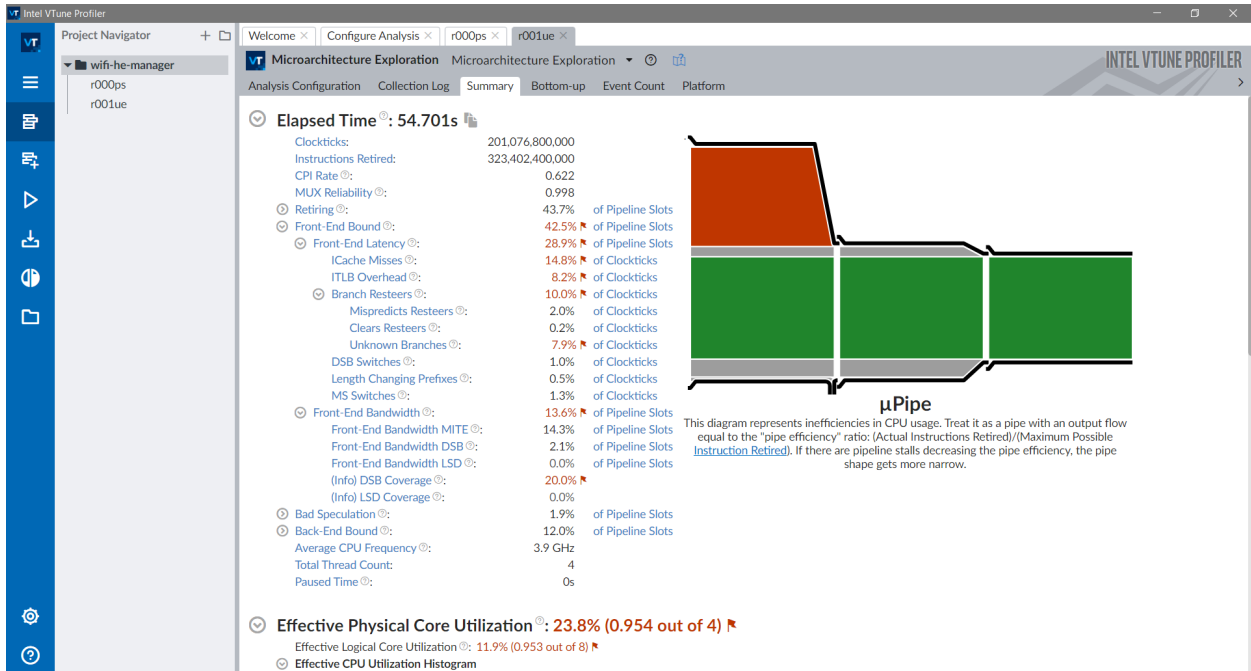 Intel VTune Profiler
Project Navigator
wifi-he-manager
r000ps
r001ue
Welcome
Configure Analysis
r000ps
r001ue
Microarchitecture Exploration Microarchitecture Exploration
INTEL VTUNE PROFILER
Analysis Configuration Collection Log Summary Bottom-up Event Count Platform
Elapsed Time: 54.701s
Clockticks: 201,076,800,000
Instructions Retired: 323,402,400,000
CPI Rate: 0.622
MUX Reliability: 0.998
Retiring: 43.7% of Pipeline Slots
Front-End Bound: 42.5% of Pipeline Slots
Front-End Latency: 28.9% of Pipeline Slots
ICache Misses: 14.8% of Clockticks
ITLB Overhead: 8.2% of Clockticks
Branch Resteers: 10.0% of Clockticks
Mispredicts Resteers: 2.0% of Clockticks
Clears Resteers: 0.2% of Clockticks
Unknown Branches: 7.9% of Clockticks
DSB Switches: 1.0% of Clockticks
Length Changing Prefixes: 0.5% of Clockticks
MS Switches: 1.3% of Clockticks
Front-End Bandwidth: 13.6% of Pipeline Slots
Front-End Bandwidth MITE: 14.3% of Pipeline Slots
Front-End Bandwidth DSB: 2.1% of Pipeline Slots
Front-End Bandwidth LSD: 0.0% of Pipeline Slots
(Info) DSB Coverage: 20.0%
(Info) LSD Coverage: 0.0%
Bad Speculation: 1.9% of Pipeline Slots
Back-End Bound: 12.0% of Pipeline Slots
Average CPU Frequency: 3.9 GHz
Total Thread Count: 4
Paused Time: 0s
µPipe
This diagram represents inefficiencies in CPU usage. Treat it as a pipe with an output flow
equal to the "pipe efficiency" ratio: (Actual Instructions Retired)/(Maximum Possible
Instruction Retired). If there are pipeline stalls decreasing the pipe efficiency, the pipe
shape gets more narrow.
Effective Physical Core Utilization: 23.8% (0.954 out of 4)
Effective Logical Core Utilization: 11.9% (0.953 out of 8)
Effective CPU Utilization Histogram